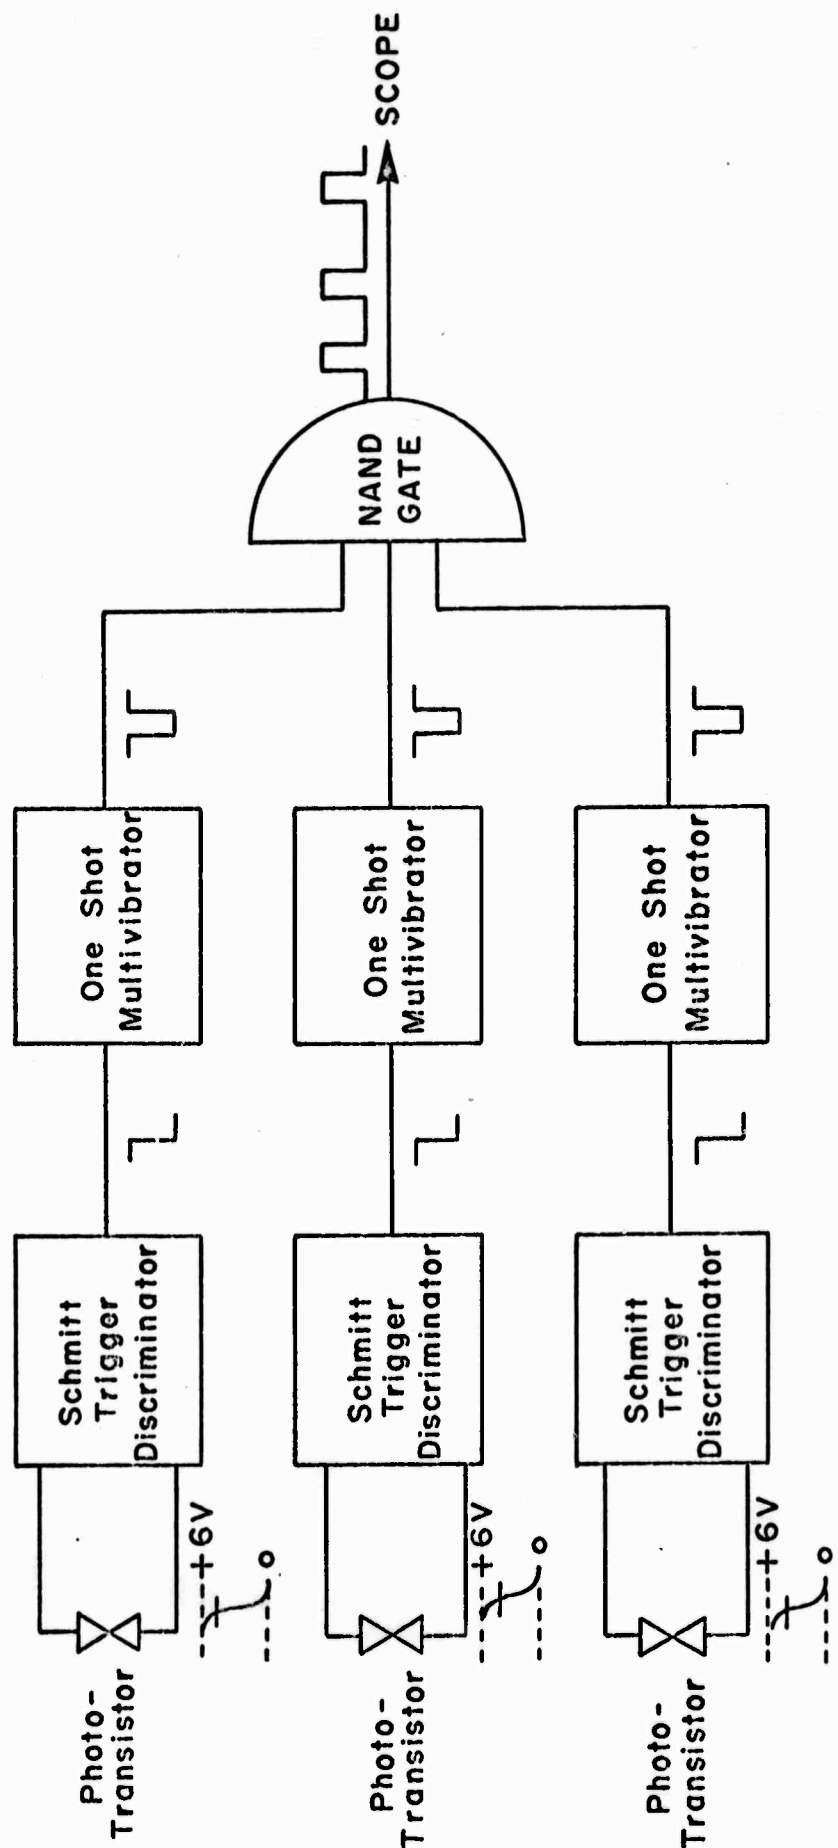 Photo-
Transistor
+6V
O
Schmitt
Trigger
Discriminator
One Shot
Multivibrator
Photo-
Transistor
+6V
O
Schmitt
Trigger
Discriminator
One Shot
Multivibrator
NAND
GATE
SCOPE
Photo-
Transistor
+6V
O
Schmitt
Trigger
Discriminator
One Shot
Multivibrator